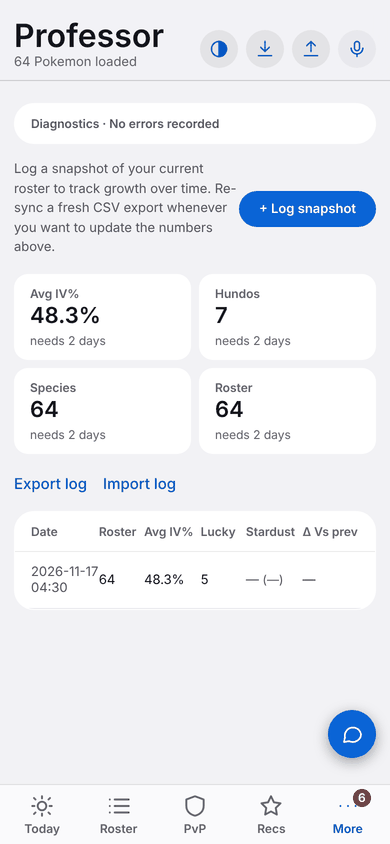 Professor
64 Pokemon loaded
Diagnostics · No errors recorded
Log a snapshot of your current
roster to track growth over time. Re-
sync a fresh CSV export whenever
you want to update the numbers
above.
+ Log snapshot
Avg IV%
48.3%
needs 2 days
Hundos
7
needs 2 days
Species
64
needs 2 days
Roster
64
needs 2 days
Export log Import log
Date Roster Avg IV% Lucky Stardust Δ Vs prev
2026-11-17 64 48.3% 5 — (—) —
04:30
6
Today Roster PvP Recs More